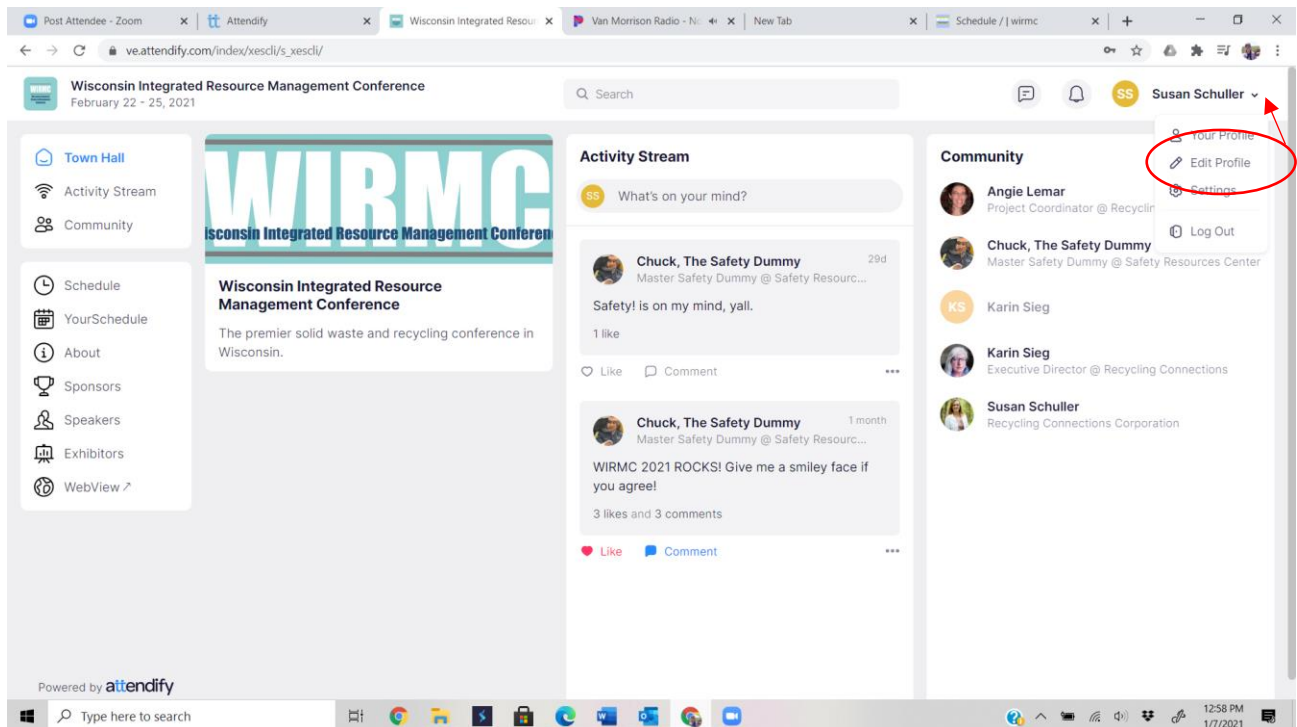 Post Attendee - Zoom
Attendify
Wisconsin Integrated Resour
Van Morrison Radio - No
New Tab
Schedule / | wirmc
ve.attendify.com/index/xescli/s_xescli/
Wisconsin Integrated Resource Management Conference
February 22 - 25, 2021
Search
SS
Susan Schuller
Your Profile
Edit Profile
Settings
Log Out
Town Hall
Activity Stream
Community
Schedule
YourSchedule
About
Sponsors
Speakers
Exhibitors
WebView
Powered by attendify
WIRMC
isconsin Integrated Resource Management Conferen
Wisconsin Integrated Resource
Management Conference
The premier solid waste and recycling conference in
Wisconsin.
Activity Stream
SS
What's on your mind?
Chuck, The Safety Dummy
29d
Master Safety Dummy @ Safety Resourc...
Safety! is on my mind, yall.
1 like
Like
Comment
Chuck, The Safety Dummy
1 month
Master Safety Dummy @ Safety Resourc...
WIRMC 2021 ROCKS! Give me a smiley face if
you agree!
3 likes and 3 comments
Like
Comment
Community
Angie Lemar
Project Coordinator @ Recyclin
Chuck, The Safety Dummy
Master Safety Dummy @ Safety Resources Center
KS
Karin Sieg
Karin Sieg
Executive Director @ Recycling Connections
Susan Schuller
Recycling Connections Corporation
Type here to search
12:58 PM
1/7/2021